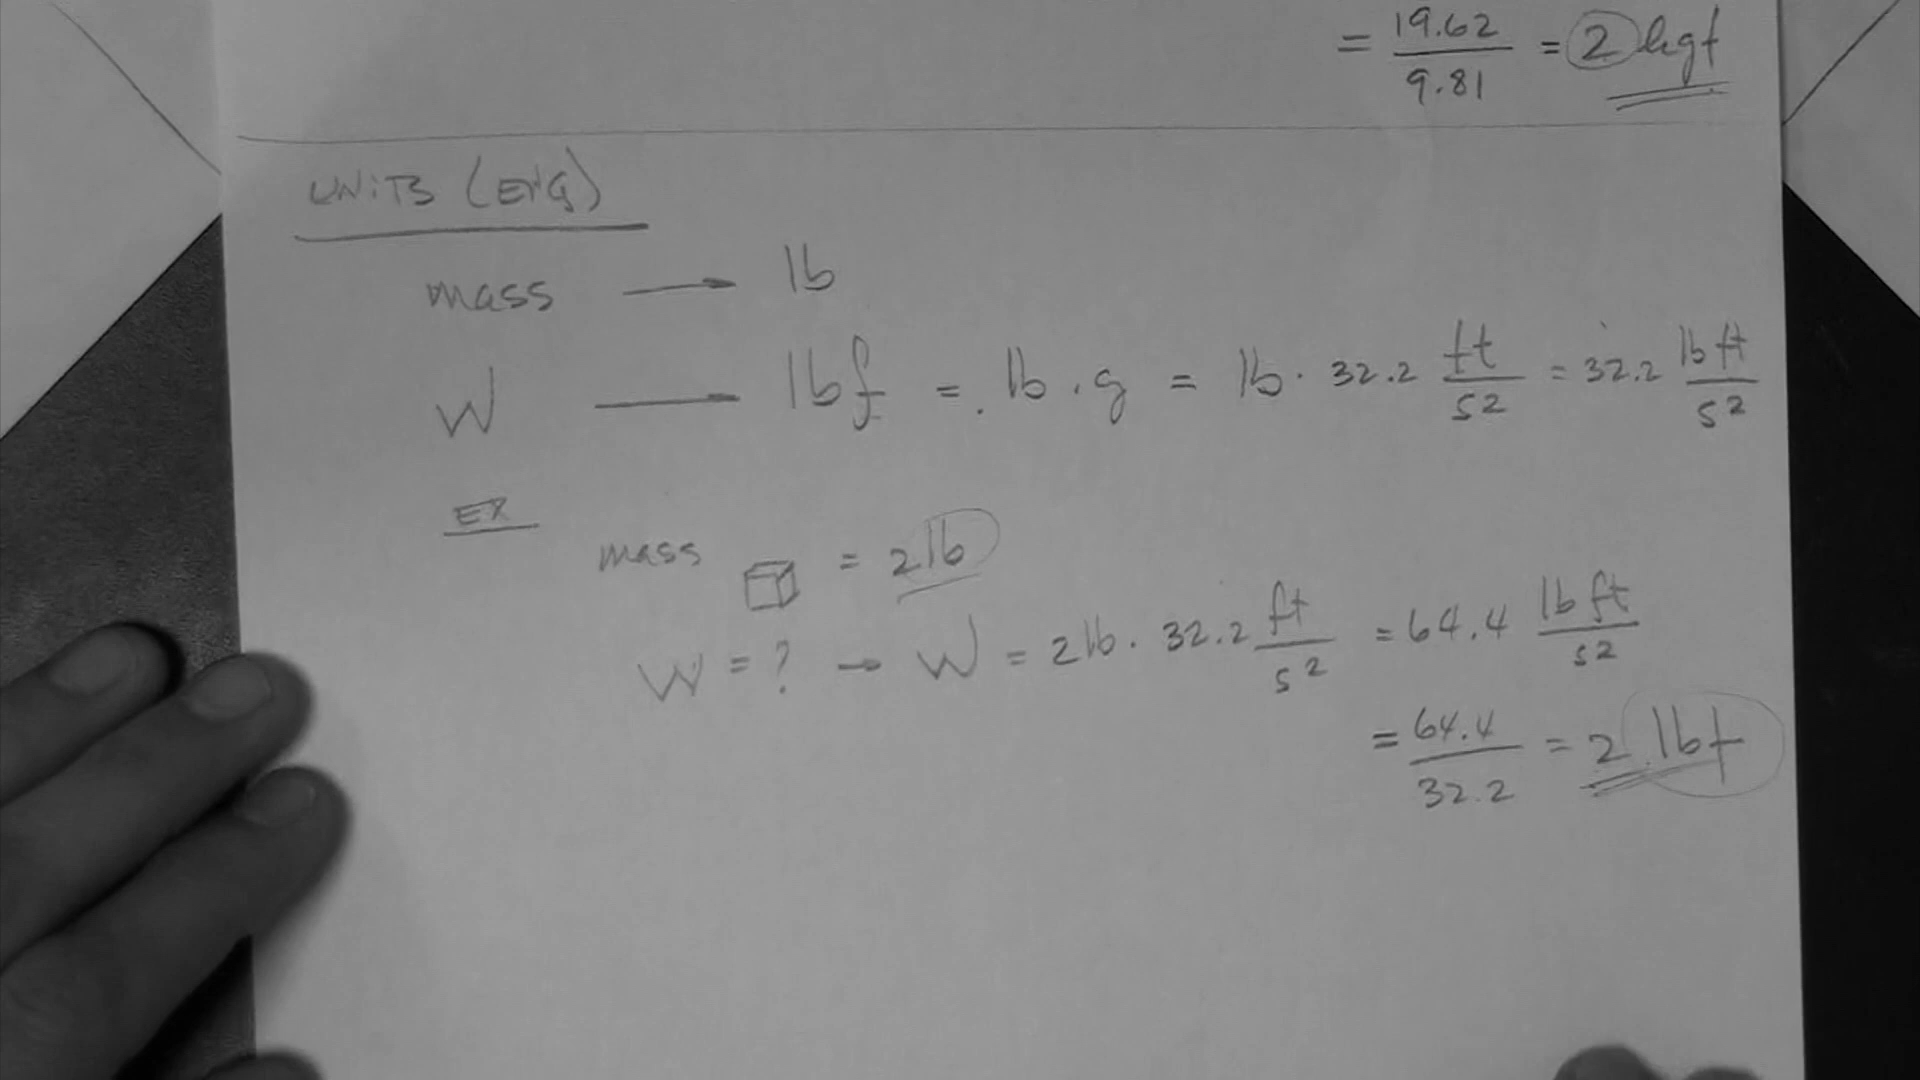 = 19.62 / 9.81 = 2 kgf
UNITS (ENG)
mass → lb
W — lbf = lb · g = lb · 32.2 ft / s² = 32.2 lb ft / s²
EX
mass = 2 lb
W = ? → W = 2 lb · 32.2 ft / s² = 64.4 lb ft / s²
= 64.4 / 32.2 = 2 lbf